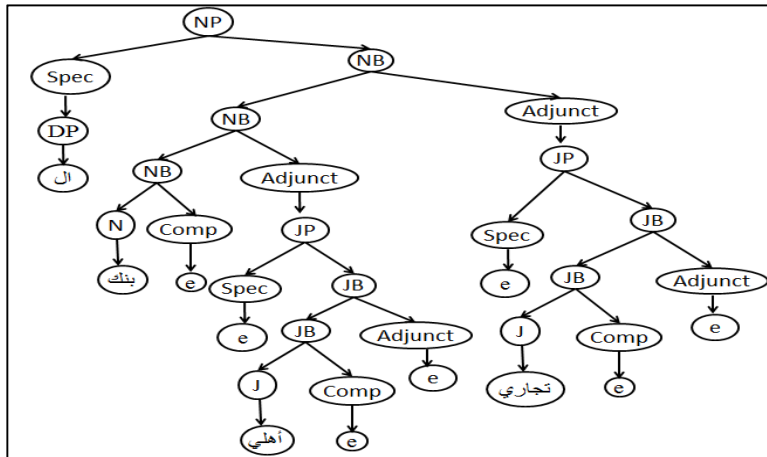 NP
Spec NB
NB Adjunct
DP
NB Adjunct JP
ال
N Comp JP Spec JB
بنك e Spec JB e JB Adjunct
e JB Adjunct J Comp e
J Comp e تجاري e
أهلي e